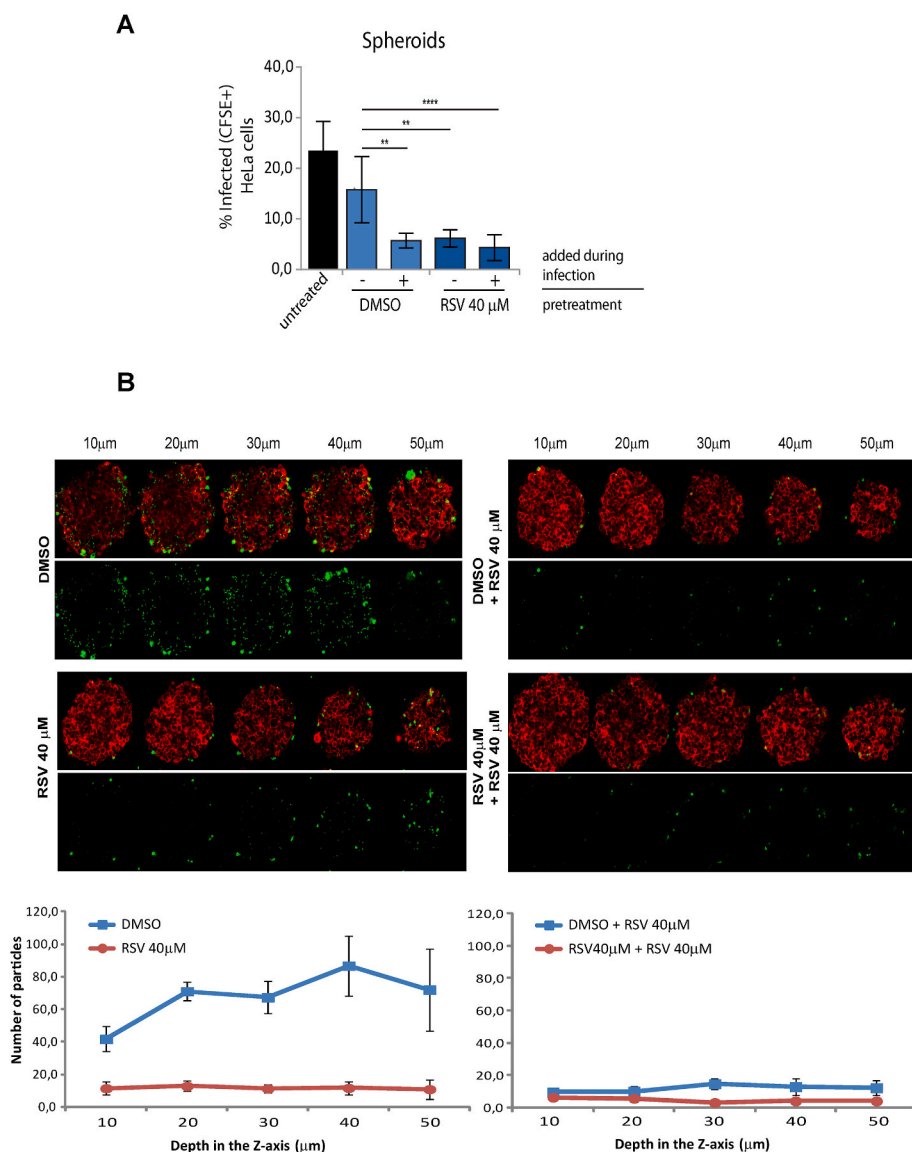 A
Spheroids
% Infected (CFSE+)
HeLa cells
40,0
30,0
20,0
10,0
0,0
****
**
**
untreated
- + - +
DMSO RSV 40 μM
added during
infection
pretreatment
B
10μm 20μm 30μm 40μm 50μm
10μm 20μm 30μm 40μm 50μm
DMSO
DMSO
+ RSV 40 μM
RSV 40 μM
RSV 40μM
+ RSV 40 μM
Number of particles
120,0
100,0
80,0
60,0
40,0
20,0
0,0
DMSO
RSV 40μM
10 20 30 40 50
Depth in the Z-axis (μm)
120,0
100,0
80,0
60,0
40,0
20,0
0,0
DMSO + RSV 40μM
RSV40μM + RSV 40μM
10 20 30 40 50
Depth in the Z-axis (μm)